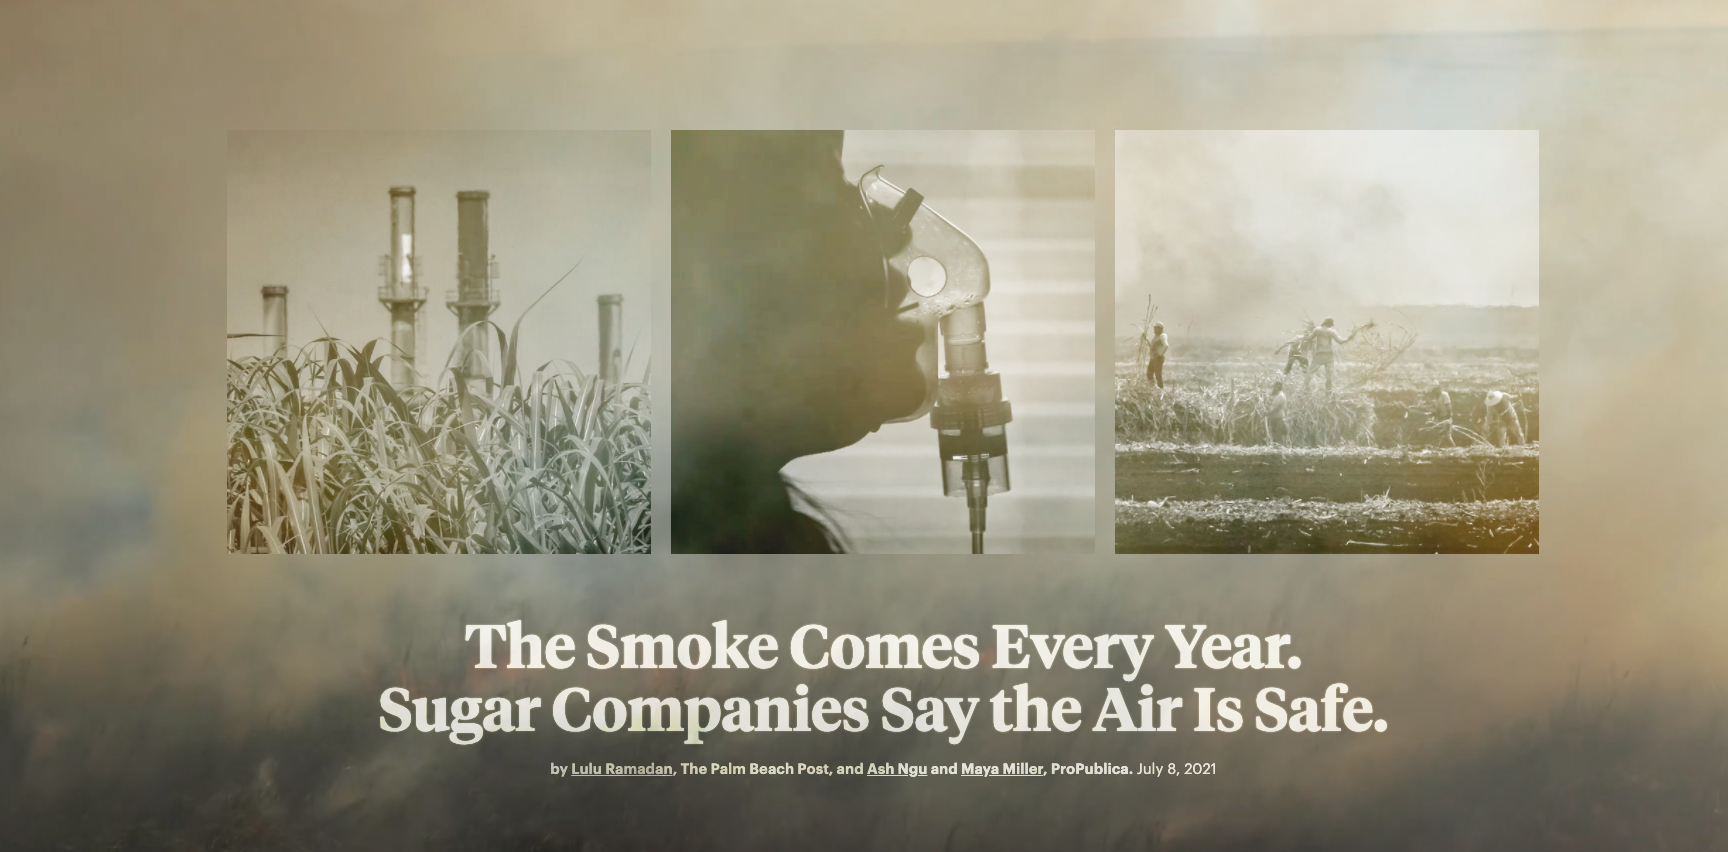 The Smoke Comes Every Year.
Sugar Companies Say the Air Is Safe.
by Lulu Ramadan, The Palm Beach Post, and Ash Ngu and Maya Miller, ProPublica. July 8, 2021